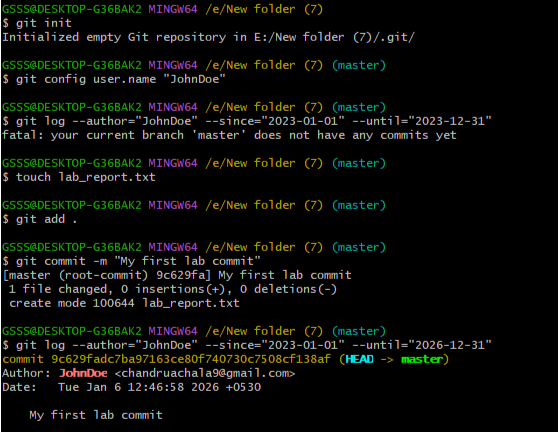 GSSS@DESKTOP-G36BAK2 MINGW64 /e/New folder (7)
$ git init
Initialized empty Git repository in E:/New folder (7)/.git/
GSSS@DESKTOP-G36BAK2 MINGW64 /e/New folder (7) (master)
$ git config user.name "JohnDoe"
GSSS@DESKTOP-G36BAK2 MINGW64 /e/New folder (7) (master)
$ git log --author="JohnDoe" --since="2023-01-01" --until="2023-12-31"
fatal: your current branch 'master' does not have any commits yet
GSSS@DESKTOP-G36BAK2 MINGW64 /e/New folder (7) (master)
$ touch lab_report.txt
GSSS@DESKTOP-G36BAK2 MINGW64 /e/New folder (7) (master)
$ git add .
GSSS@DESKTOP-G36BAK2 MINGW64 /e/New folder (7) (master)
$ git commit -m "My first lab commit"
[master (root-commit) 9c629fa] My first lab commit
 1 file changed, 0 insertions(+), 0 deletions(-)
 create mode 100644 lab_report.txt
GSSS@DESKTOP-G36BAK2 MINGW64 /e/New folder (7) (master)
$ git log --author="JohnDoe" --since="2023-01-01" --until="2026-12-31"
commit 9c629fadc7ba97163ce80f740730c7508cf138af (HEAD -> master)
Author: JohnDoe <chandruachala9@gmail.com>
Date:   Tue Jan 6 12:46:58 2026 +0530
    My first lab commit